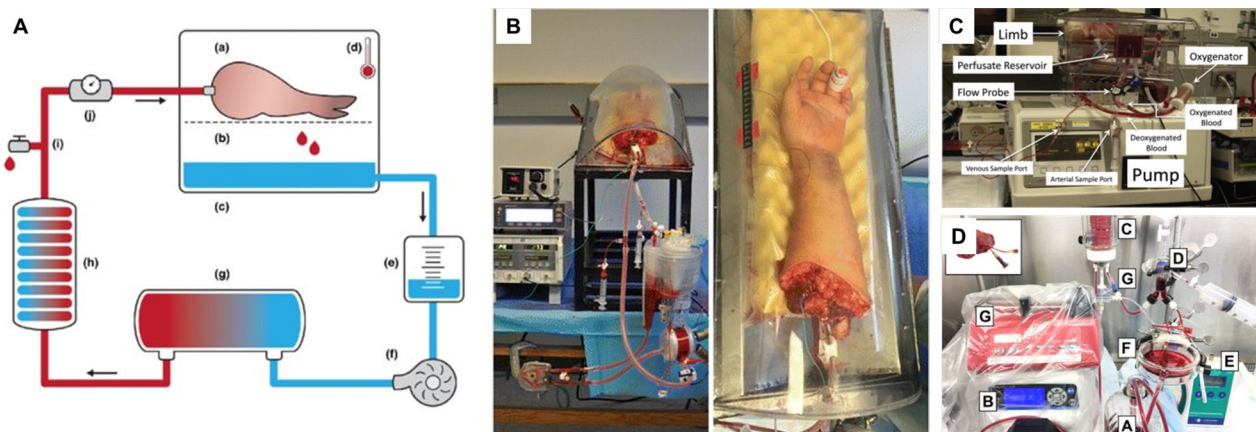 A
(a)
(d)
(j)
(b)
(i)
(c)
(h)
(g)
(e)
(f)
B
C
Limb
Perfusate Reservoir
Oxygenator
Flow Probe
Oxygenated
Blood
Deoxygenated
Blood
Venous Sample Port
Arterial Sample Port
Pump
D
C
D
G
G
F
E
B
A